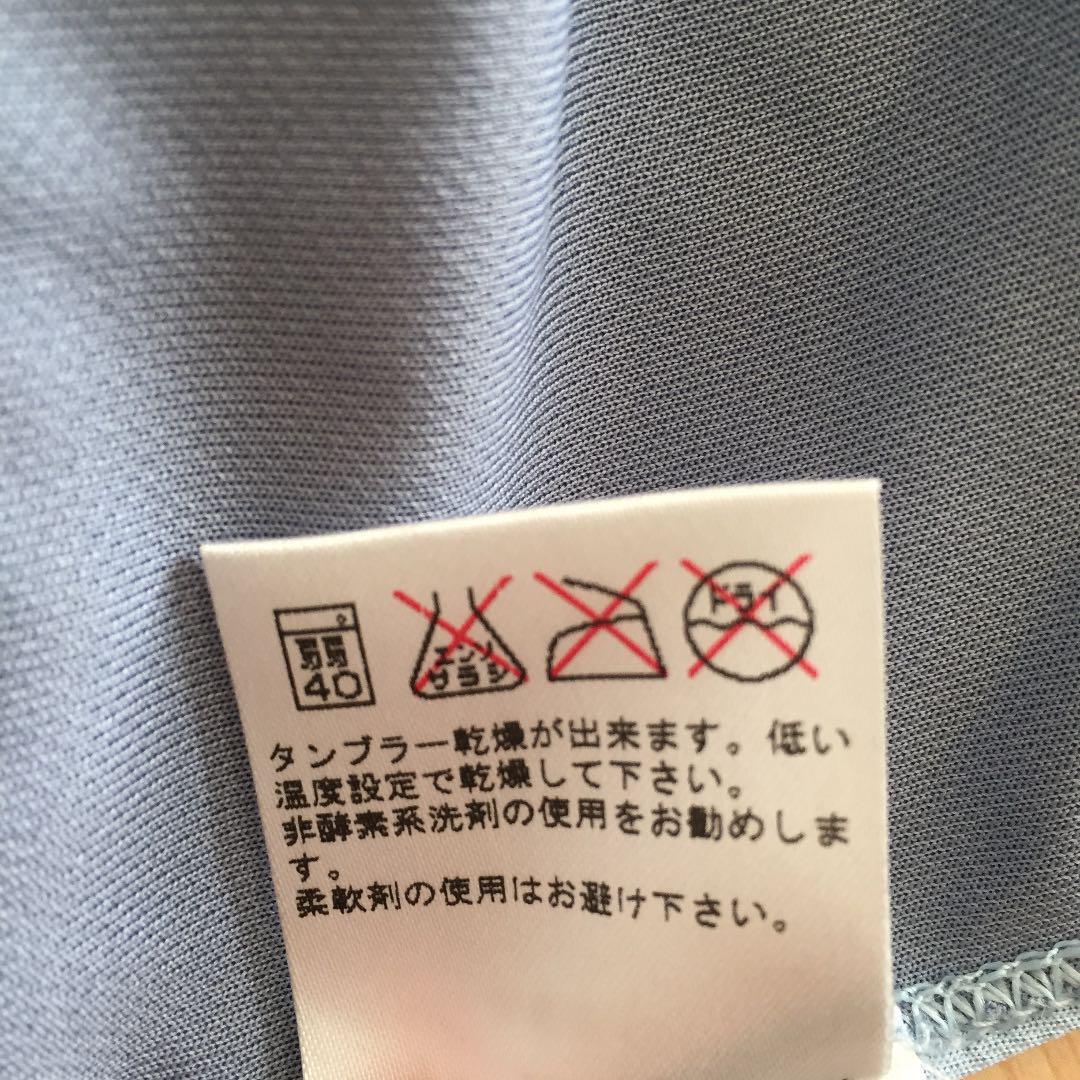 弱
40
エンソ
サラシ
ドライ
タンブラー乾燥が出来ます。低い
温度設定で乾燥して下さい。
非酵素系洗剤の使用をお勧めしま
す。
柔軟剤の使用はお避け下さい。